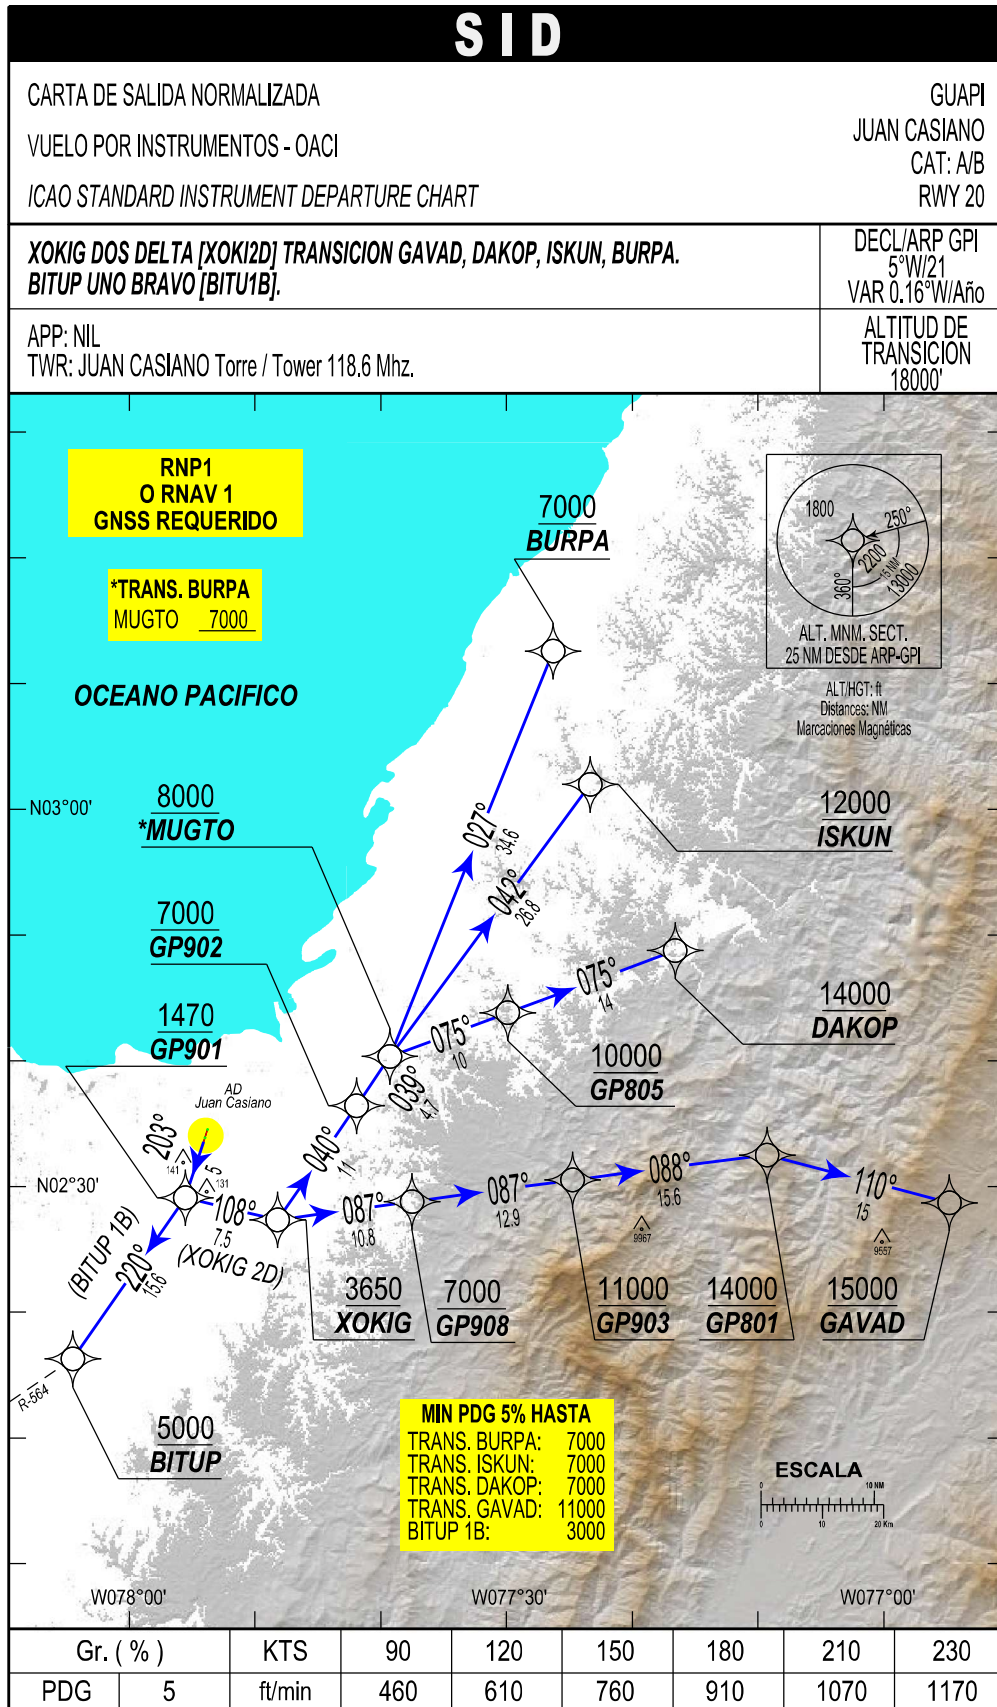 SID
CARTA DE SALIDA NORMALIZADA
VUELO POR INSTRUMENTOS - OACI
ICAO STANDARD INSTRUMENT DEPARTURE CHART
GUAPI
JUAN CASIANO
CAT: A/B
RWY 20
XOKIG DOS DELTA [XOKI2D] TRANSICION GAVAD, DAKOP, ISKUN, BURPA.
BITUP UNO BRAVO [BITU1B].
DECL/ARP GPI
5°W/21
VAR 0.16°W/Año
APP: NIL
TWR: JUAN CASIANO Torre / Tower 118.6 Mhz.
ALTITUD DE
TRANSICION
18000'
RNP1
O RNAV 1
GNSS REQUERIDO
*TRANS. BURPA
MUGTO 7000
OCEANO PACIFICO
7000
BURPA
1800
250°
2200
15 NM
13000
360°
ALT. MNM. SECT.
25 NM DESDE ARP-GPI
ALT/HGT: ft
Distances: NM
Marcaciones Magnéticas
N03°00'
8000
*MUGTO
027°
34.6
12000
ISKUN
042°
26.8
7000
GP902
075°
14
14000
DAKOP
1470
GP901
075°
10
10000
GP805
039°
4.7
AD
Juan Casiano
203°
5
141
131
040°
11
N02°30'
108°
7.5
(XOKIG 2D)
087°
10.8
087°
12.9
088°
15.6
110°
15
9967
9557
(BITUP 1B)
220°
15.6
3650
XOKIG
7000
GP908
11000
GP903
14000
GP801
15000
GAVAD
R-564
5000
BITUP
MIN PDG 5% HASTA
TRANS. BURPA: 7000
TRANS. ISKUN: 7000
TRANS. DAKOP: 7000
TRANS. GAVAD: 11000
BITUP 1B: 3000
ESCALA
0 10 NM
0 10 20 Km
W078°00' W077°30' W077°00'
Gr. ( % ) KTS 90 120 150 180 210 230
PDG 5 ft/min 460 610 760 910 1070 1170